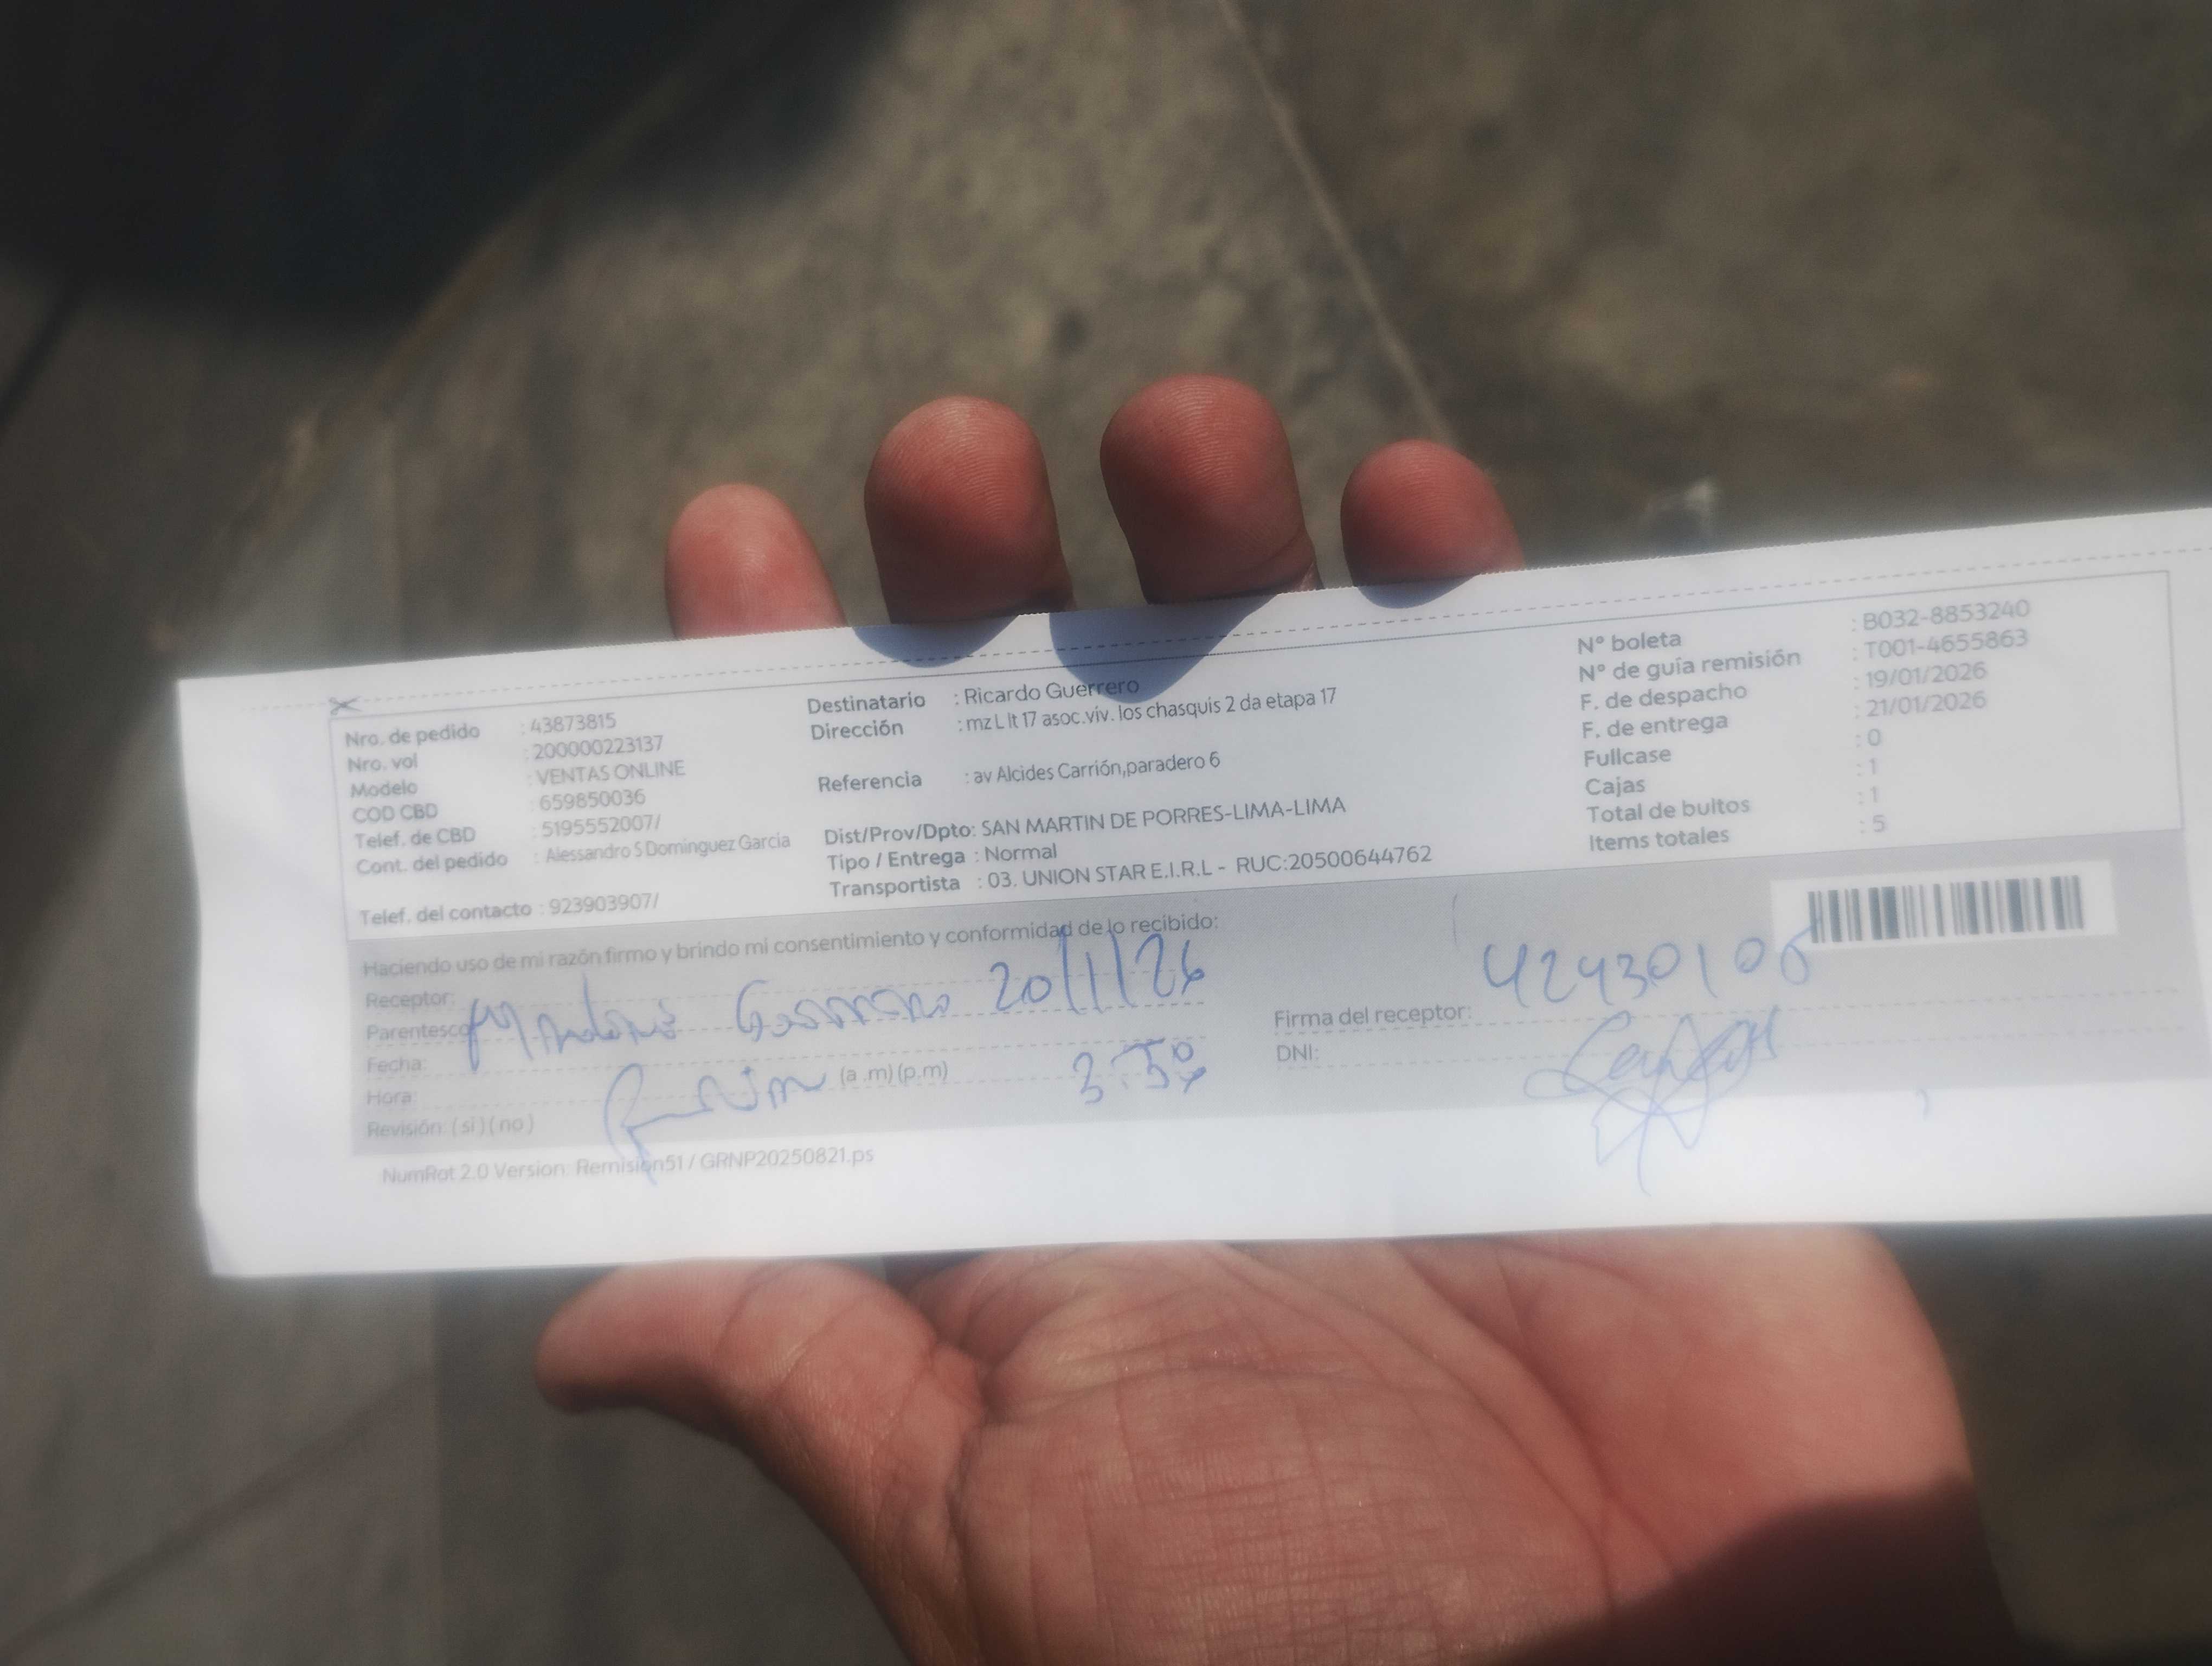 Nro. de pedido : 43873815
Nro. vol : 200000223137
Modelo : VENTAS ONLINE
COD CBD : 659850036
Telef. de CBD : 5195552007/
Cont. del pedido : Alessandro S Dominguez Garcia
Telef. del contacto : 923903907/
Destinatario : Ricardo Guerrero
Dirección : mz L lt 17 asoc.viv. los chasquis 2 da etapa 17
Referencia : av Alcides Carrión,paradero 6
Dist/Prov/Dpto: SAN MARTIN DE PORRES-LIMA-LIMA
Tipo / Entrega : Normal
Transportista : 03. UNION STAR E.I.R.L - RUC:20500644762
N° boleta : B032-8853240
N° de guía remisión : T001-4655863
F. de despacho : 19/01/2026
F. de entrega : 21/01/2026
Fullcase : 0
Cajas : 1
Total de bultos : 1
Items totales : 5
Haciendo uso de mi razón firmo y brindo mi consentimiento y conformidad de lo recibido:
Receptor:
Parentesco 20/1/26
Fecha:
Hora: (a .m) (p.m) 3:50
Revisión: ( si ) ( no )
42430106
Firma del receptor:
DNI:
NumRot 2.0 Version: Remision51 / GRNP20250821.ps